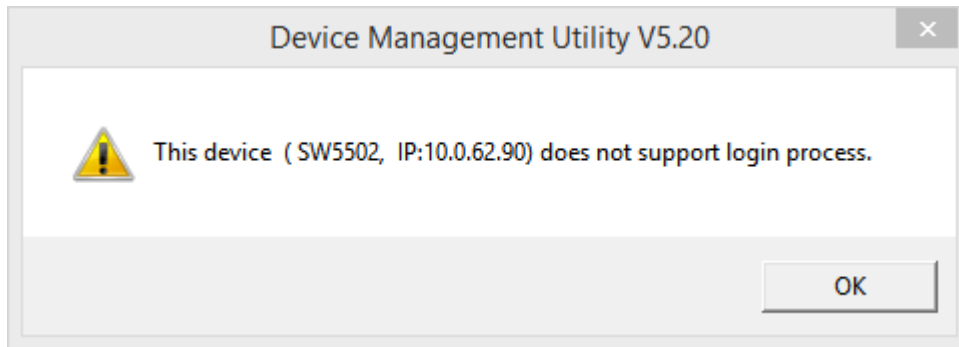 Device Management Utility V5.20
This device ( SW5502, IP:10.0.62.90) does not support login process.
OK